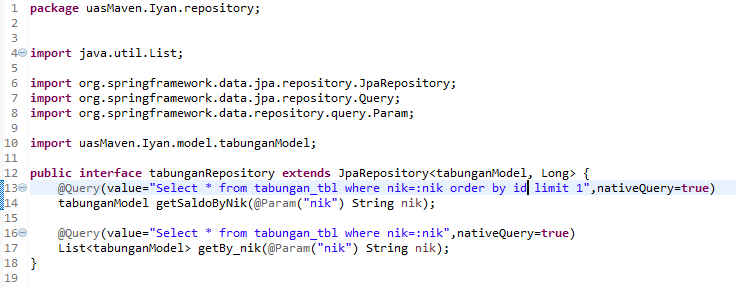 1 package uasMaven.Iyan.repository;
2
3
4 import java.util.List;
5
6 import org.springframework.data.jpa.repository.JpaRepository;
7 import org.springframework.data.jpa.repository.Query;
8 import org.springframework.data.repository.query.Param;
9
10 import uasMaven.Iyan.model.tabunganModel;
11
12 public interface tabunganRepository extends JpaRepository<tabunganModel, Long> {
13 @Query(value="Select * from tabungan_tbl where nik=:nik order by id limit 1",nativeQuery=true)
14 tabunganModel getSaldoByNik(@Param("nik") String nik);
15
16 @Query(value="Select * from tabungan_tbl where nik=:nik",nativeQuery=true)
17 List<tabunganModel> getBy_nik(@Param("nik") String nik);
18 }
19